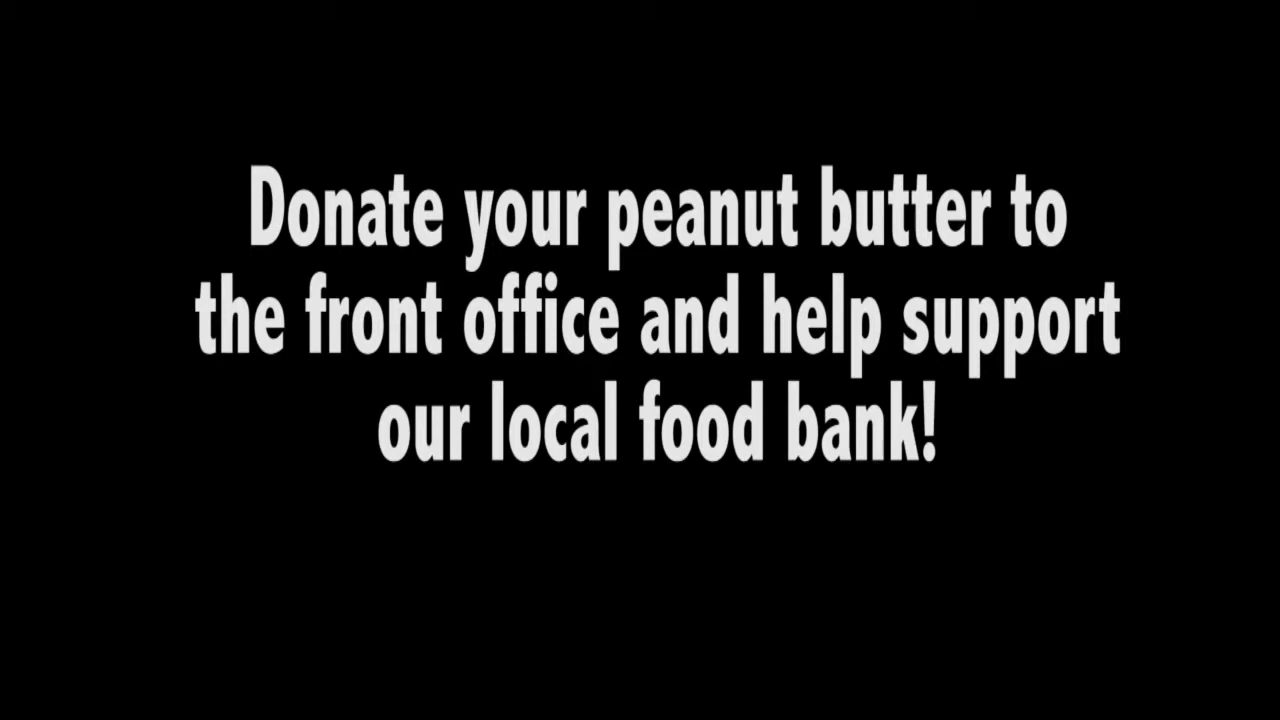 Donate your peanut butter to
the front office and help support
our local food bank!